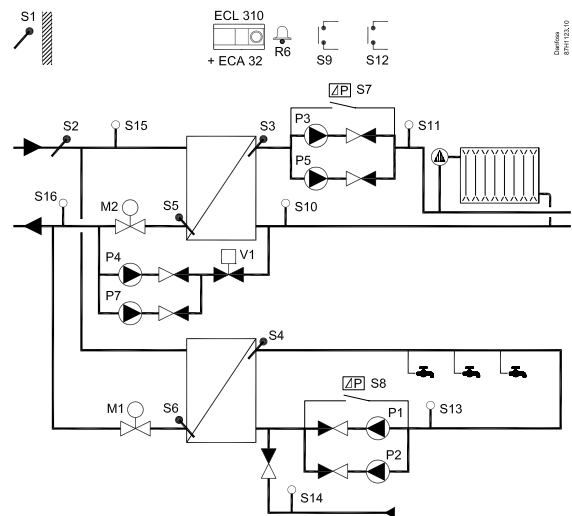 S1
ECL 310
R6
+ ECA 32
S9
S12
Danfoss
87H1123.10
P S7
S2
S15
S3
P3
S11
P5
S16
M2
S5
S10
P4
V1
P7
S4
P S8
M1
S6
P1
S13
P2
S14